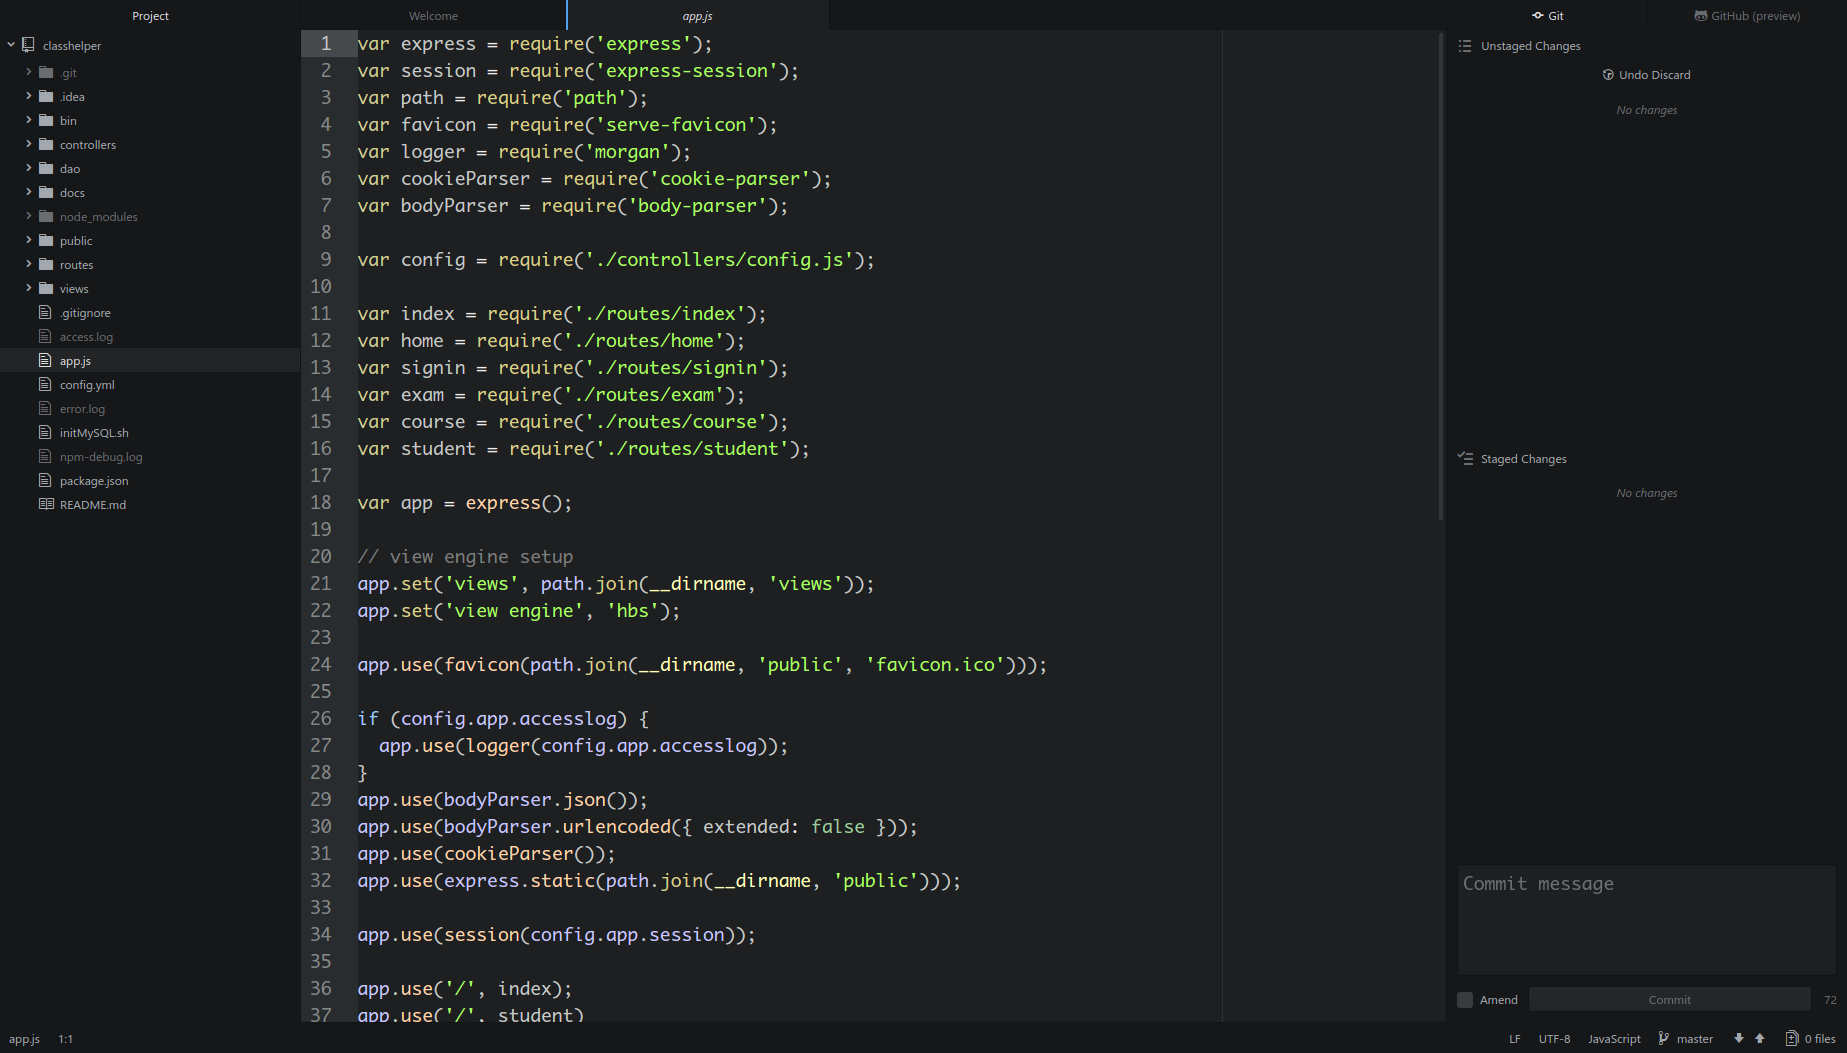 Project
classhelper
.git
.idea
bin
controllers
dao
docs
node_modules
public
routes
views
.gitignore
access.log
app.js
config.yml
error.log
initMySQL.sh
npm-debug.log
package.json
README.md
Welcome
app.js
1 var express = require('express');
2 var session = require('express-session');
3 var path = require('path');
4 var favicon = require('serve-favicon');
5 var logger = require('morgan');
6 var cookieParser = require('cookie-parser');
7 var bodyParser = require('body-parser');
8
9 var config = require('./controllers/config.js');
10
11 var index = require('./routes/index');
12 var home = require('./routes/home');
13 var signin = require('./routes/signin');
14 var exam = require('./routes/exam');
15 var course = require('./routes/course');
16 var student = require('./routes/student');
17
18 var app = express();
19
20 // view engine setup
21 app.set('views', path.join(__dirname, 'views'));
22 app.set('view engine', 'hbs');
23
24 app.use(favicon(path.join(__dirname, 'public', 'favicon.ico')));
25
26 if (config.app.accesslog) {
27   app.use(logger(config.app.accesslog));
28 }
29 app.use(bodyParser.json());
30 app.use(bodyParser.urlencoded({ extended: false }));
31 app.use(cookieParser());
32 app.use(express.static(path.join(__dirname, 'public')));
33
34 app.use(session(config.app.session));
35
36 app.use('/', index);
37 app.use('/', student)
Git
GitHub (preview)
Unstaged Changes
Undo Discard
No changes
Staged Changes
No changes
Commit message
Amend
Commit
72
app.js 1:1
LF UTF-8 JavaScript master 0 files